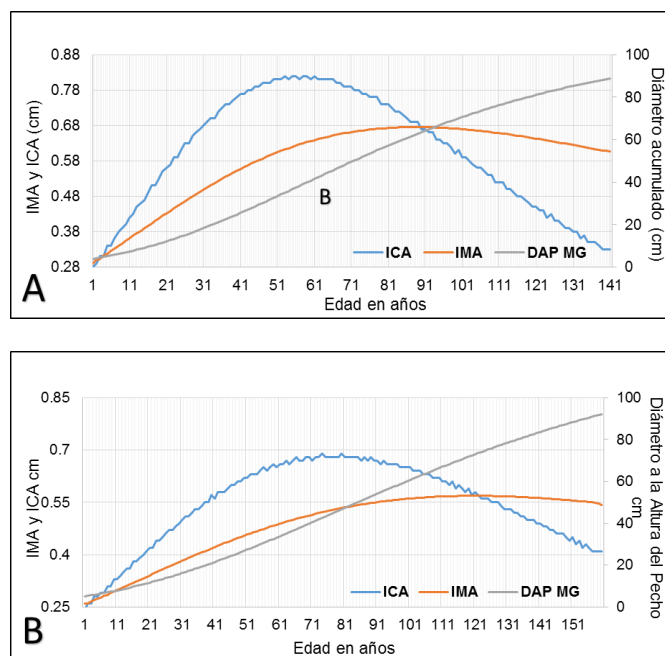 0.88
0.78
0.68
0.58
0.48
0.38
0.28
IMA y ICA (cm)
100
80
60
40
20
0
Diámetro acumulado (cm)
B
ICA IMA DAP MG
1 11 21 31 41 51 61 71 81 91 101 111 121 131 141
Edad en años
A
0.85
0.7
0.55
0.4
0.25
IMA y ICA cm
100
80
60
40
20
0
Diámetro a la Altura del Pecho
cm
ICA IMA DAP MG
1 11 21 31 41 51 61 71 81 91 101 111 121 131 141 151
Edad en años
B